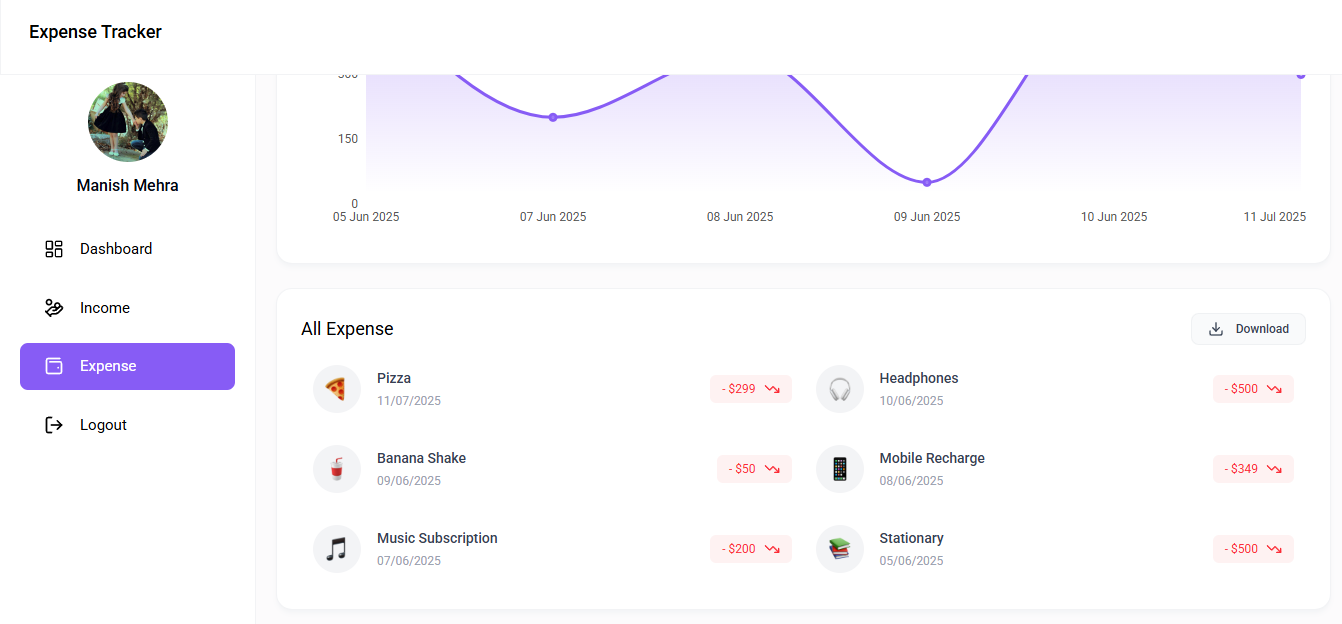 Expense Tracker
Manish Mehra
Dashboard
Income
Expense
Logout
300
150
0
05 Jun 2025
07 Jun 2025
08 Jun 2025
09 Jun 2025
10 Jun 2025
11 Jul 2025
All Expense
Download
Pizza
11/07/2025
- $299
Headphones
10/06/2025
- $500
Banana Shake
09/06/2025
- $50
Mobile Recharge
08/06/2025
- $349
Music Subscription
07/06/2025
- $200
Stationary
05/06/2025
- $500